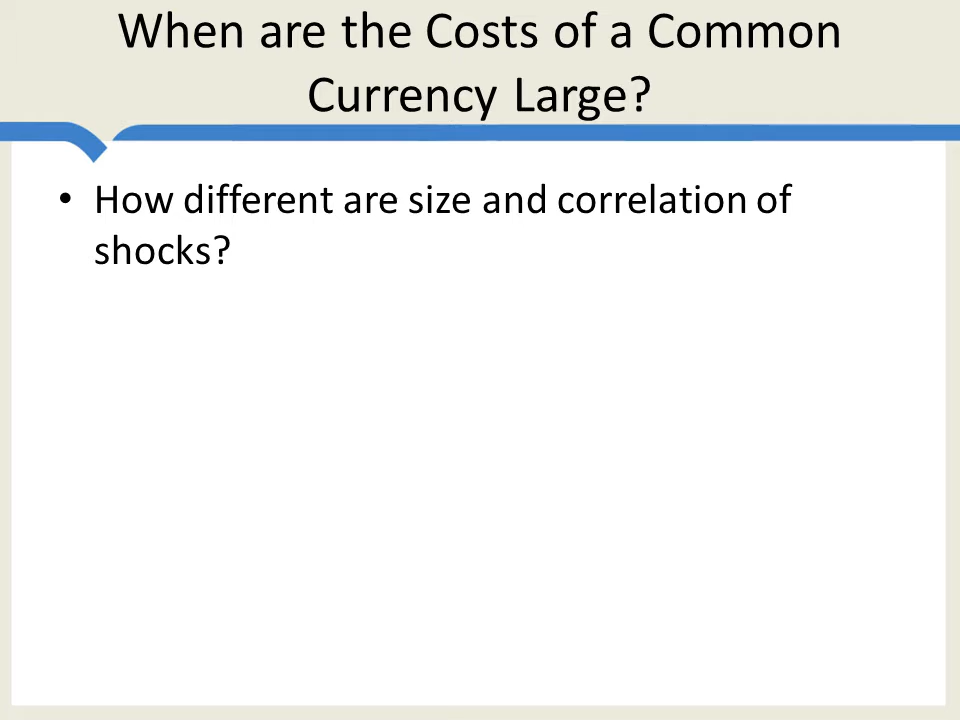 When are the Costs of a Common
Currency Large?
• How different are size and correlation of
shocks?